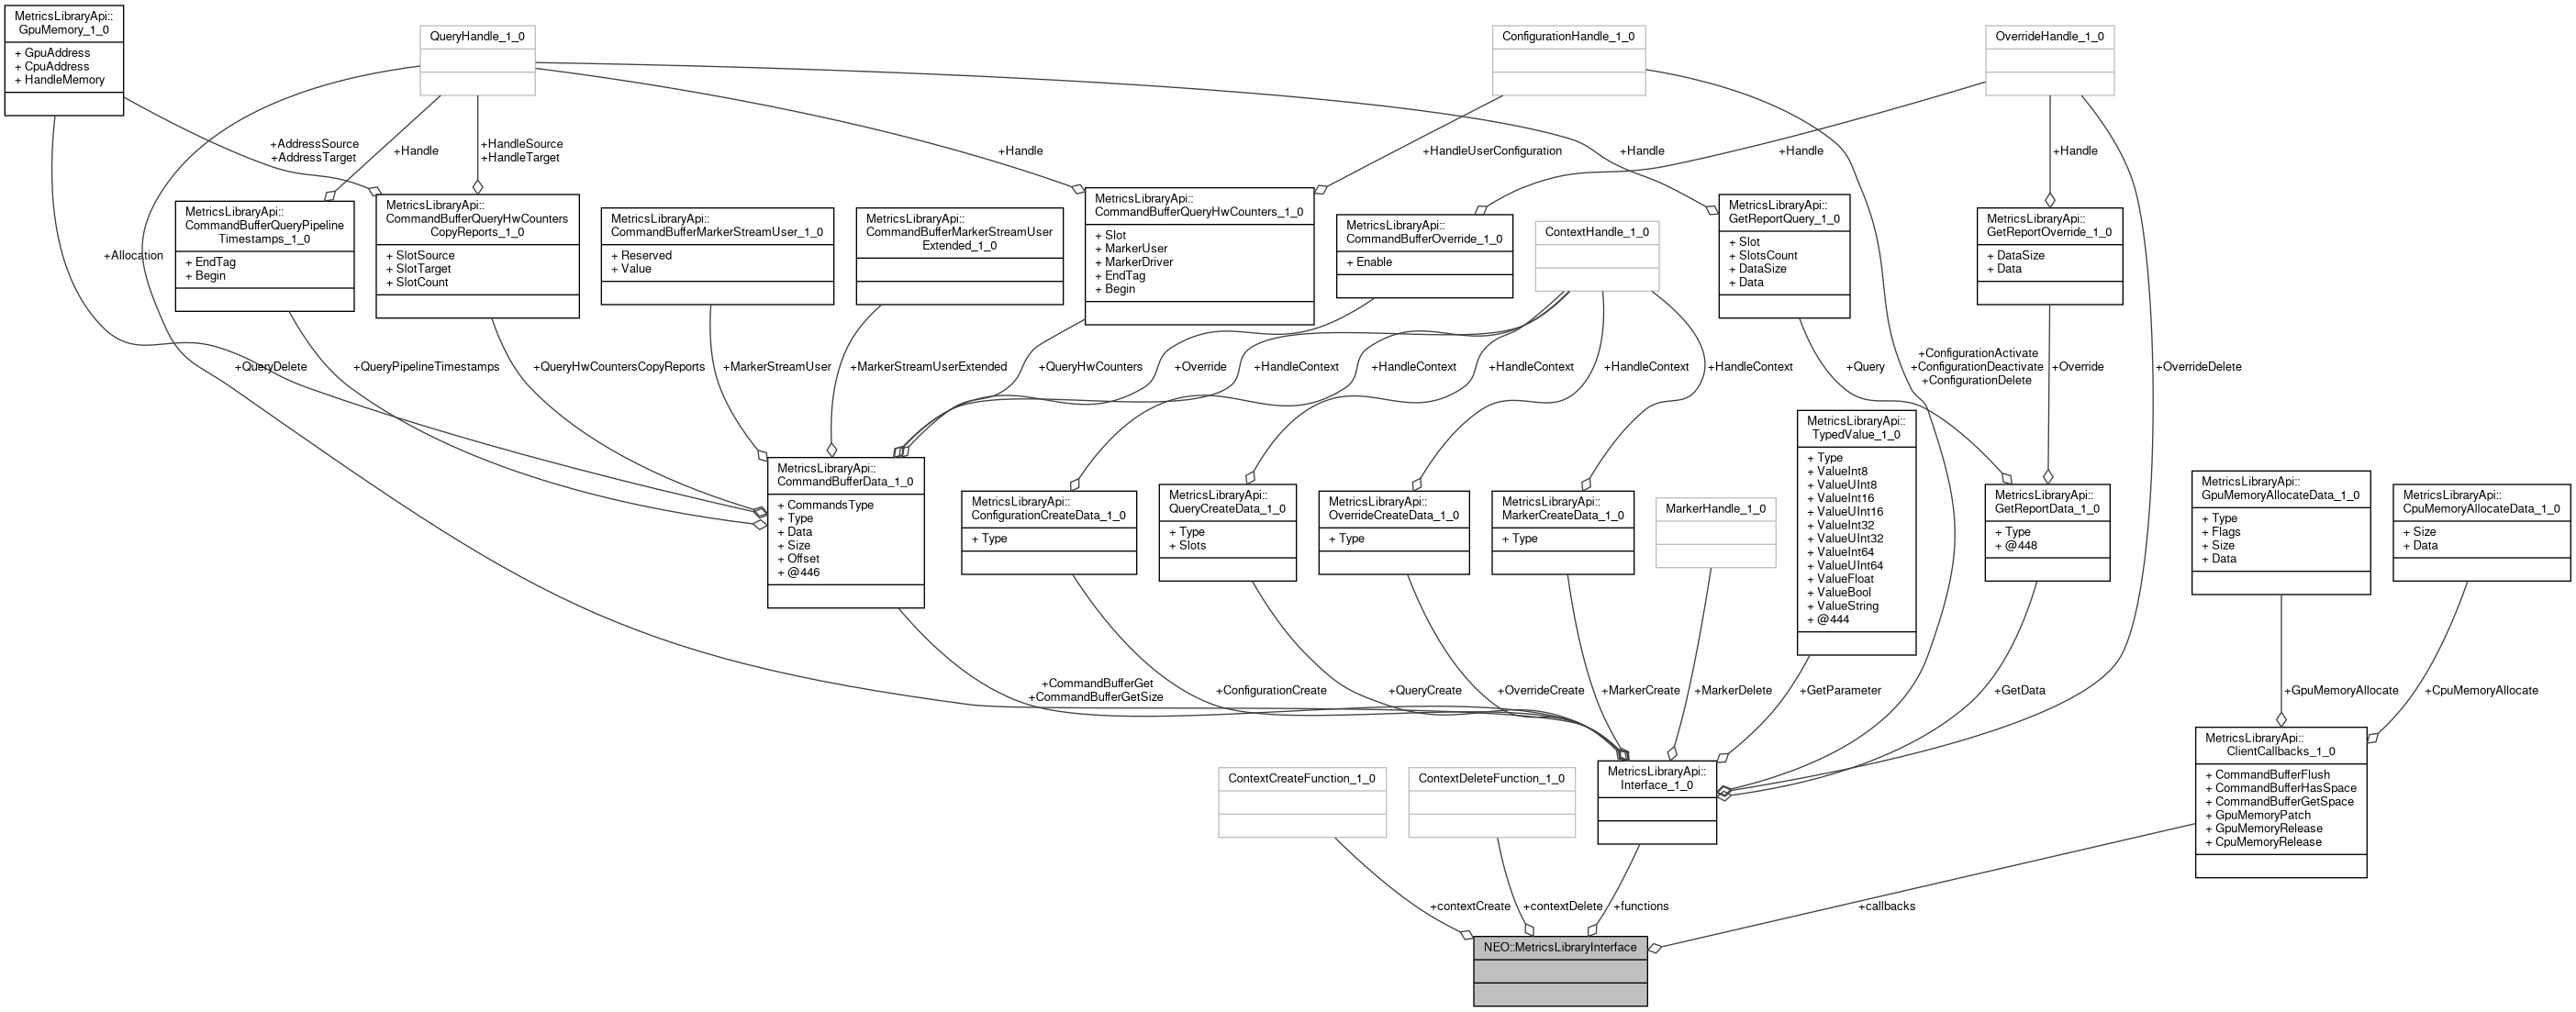 MetricsLibraryApi::
GpuMemory_1_0
+ GpuAddress
+ CpuAddress
+ HandleMemory
QueryHandle_1_0
ConfigurationHandle_1_0
OverrideHandle_1_0
+AddressSource
+AddressTarget
+Handle
+HandleSource
+HandleTarget
+Handle
+HandleUserConfiguration
+Handle
+Handle
+Handle
+Allocation
MetricsLibraryApi::
CommandBufferQueryPipeline
Timestamps_1_0
+ EndTag
+ Begin
MetricsLibraryApi::
CommandBufferQueryHwCounters
CopyReports_1_0
+ SlotSource
+ SlotTarget
+ SlotCount
MetricsLibraryApi::
CommandBufferMarkerStreamUser_1_0
+ Reserved
+ Value
MetricsLibraryApi::
CommandBufferMarkerStreamUser
Extended_1_0
MetricsLibraryApi::
CommandBufferQueryHwCounters_1_0
+ Slot
+ MarkerUser
+ MarkerDriver
+ EndTag
+ Begin
MetricsLibraryApi::
CommandBufferOverride_1_0
+ Enable
ContextHandle_1_0
MetricsLibraryApi::
GetReportQuery_1_0
+ Slot
+ SlotsCount
+ DataSize
+ Data
MetricsLibraryApi::
GetReportOverride_1_0
+ DataSize
+ Data
+QueryDelete
+QueryPipelineTimestamps
+QueryHwCountersCopyReports
+MarkerStreamUser
+MarkerStreamUserExtended
+QueryHwCounters
+Override
+HandleContext
+HandleContext
+HandleContext
+HandleContext
+HandleContext
+Query
+ConfigurationActivate
+ConfigurationDeactivate
+ConfigurationDelete
+Override
+OverrideDelete
MetricsLibraryApi::
CommandBufferData_1_0
+ CommandsType
+ Type
+ Data
+ Size
+ Offset
+ @446
MetricsLibraryApi::
ConfigurationCreateData_1_0
+ Type
MetricsLibraryApi::
QueryCreateData_1_0
+ Type
+ Slots
MetricsLibraryApi::
OverrideCreateData_1_0
+ Type
MetricsLibraryApi::
MarkerCreateData_1_0
+ Type
MarkerHandle_1_0
MetricsLibraryApi::
TypedValue_1_0
+ Type
+ ValueInt8
+ ValueUInt8
+ ValueInt16
+ ValueUInt16
+ ValueInt32
+ ValueUInt32
+ ValueInt64
+ ValueUInt64
+ ValueFloat
+ ValueBool
+ ValueString
+ @444
MetricsLibraryApi::
GetReportData_1_0
+ Type
+ @448
MetricsLibraryApi::
GpuMemoryAllocateData_1_0
+ Type
+ Flags
+ Size
+ Data
MetricsLibraryApi::
CpuMemoryAllocateData_1_0
+ Size
+ Data
+CommandBufferGet
+CommandBufferGetSize
+ConfigurationCreate
+QueryCreate
+OverrideCreate
+MarkerCreate
+MarkerDelete
+GetParameter
+GetData
+GpuMemoryAllocate
+CpuMemoryAllocate
ContextCreateFunction_1_0
ContextDeleteFunction_1_0
MetricsLibraryApi::
Interface_1_0
MetricsLibraryApi::
ClientCallbacks_1_0
+ CommandBufferFlush
+ CommandBufferHasSpace
+ CommandBufferGetSpace
+ GpuMemoryPatch
+ GpuMemoryRelease
+ CpuMemoryRelease
+contextCreate
+contextDelete
+functions
+callbacks
NEO::MetricsLibraryInterface